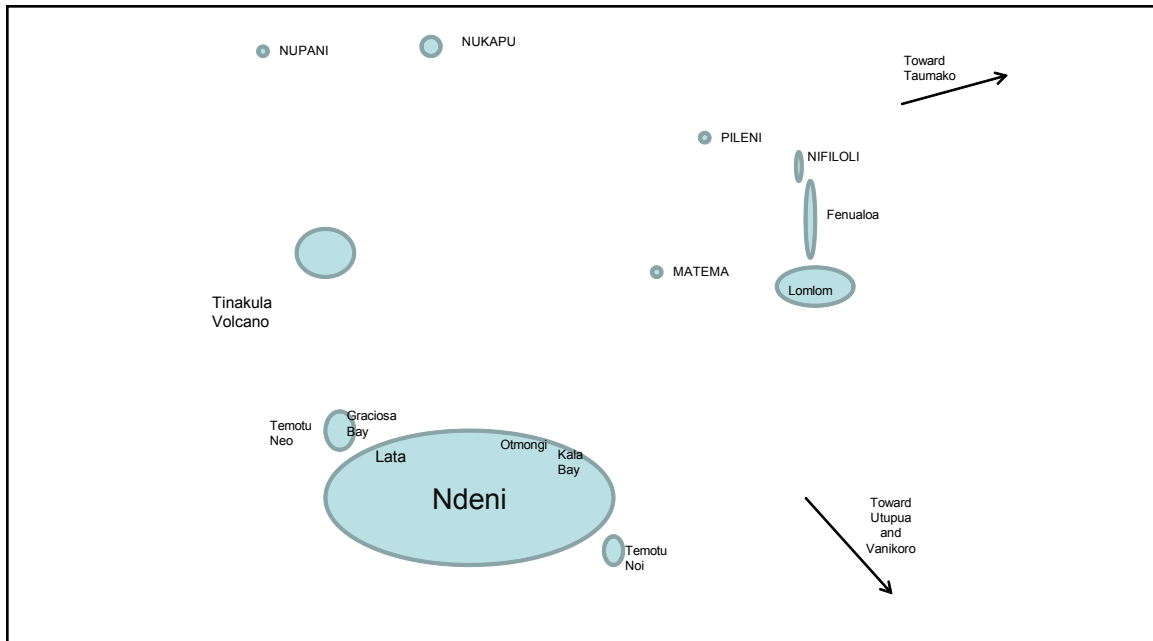 NUPANI
NUKAPU
Toward
Taumako
PILENI
NIFILOLI
Fenualoa
MATEMA
Lomlom
Tinakula
Volcano
Temotu
Neo
Graciosa
Bay
Lata
Otmongi
Kala
Bay
Ndeni
Temotu
Noi
Toward
Utupua
and
Vanikoro